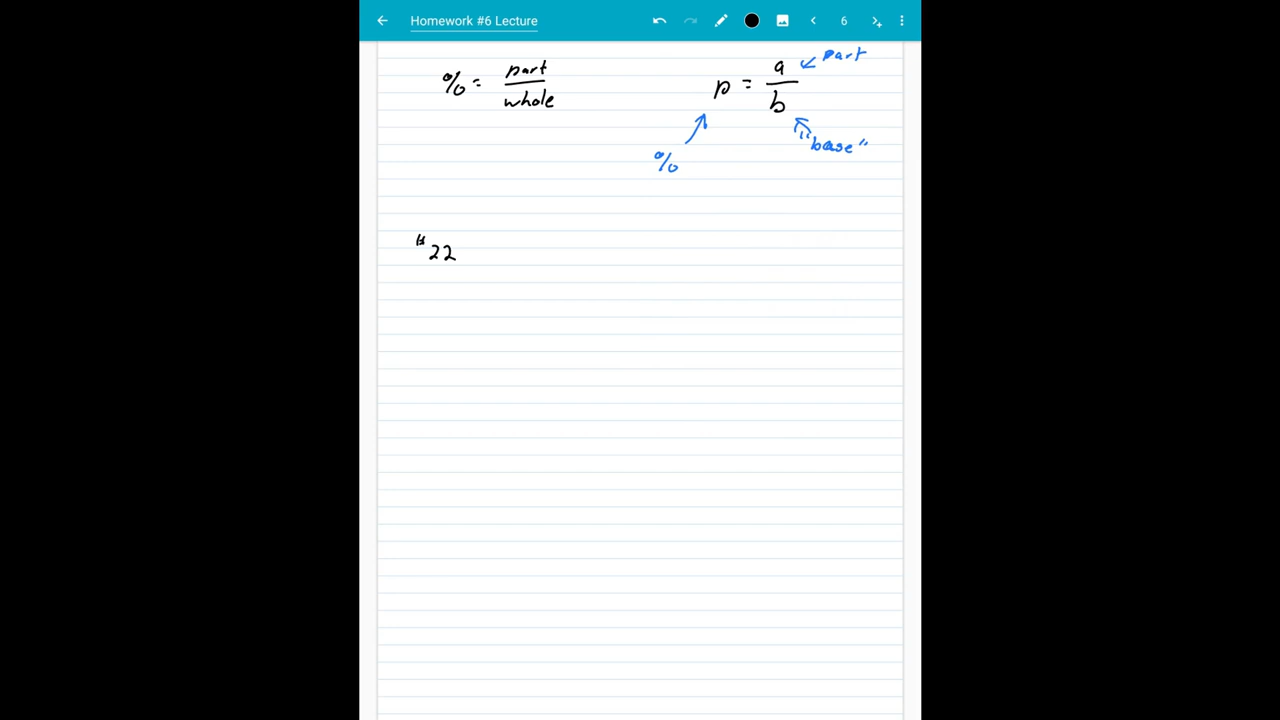 Homework #6 Lecture
6
% = part / whole
p = a / b
part
"base"
%
#22